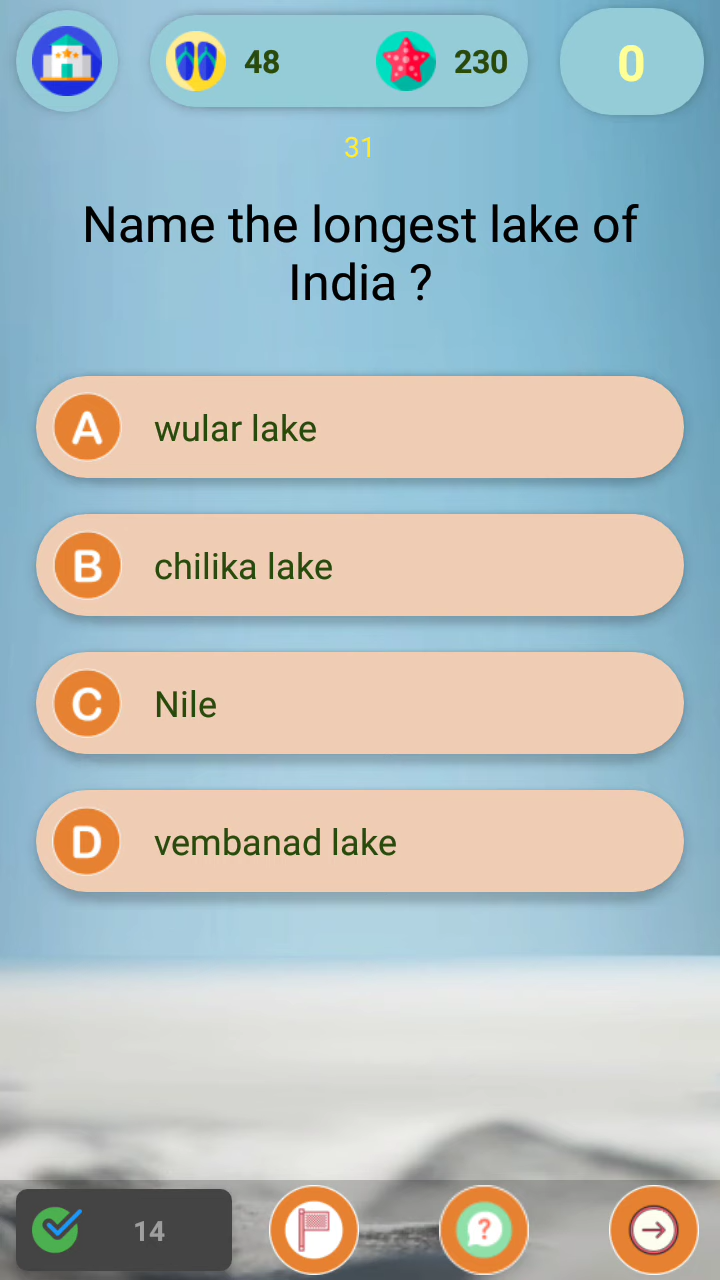 48
230
0
31
Name the longest lake of
India ?
A
wular lake
B
chilika lake
C
Nile
D
vembanad lake
14
?